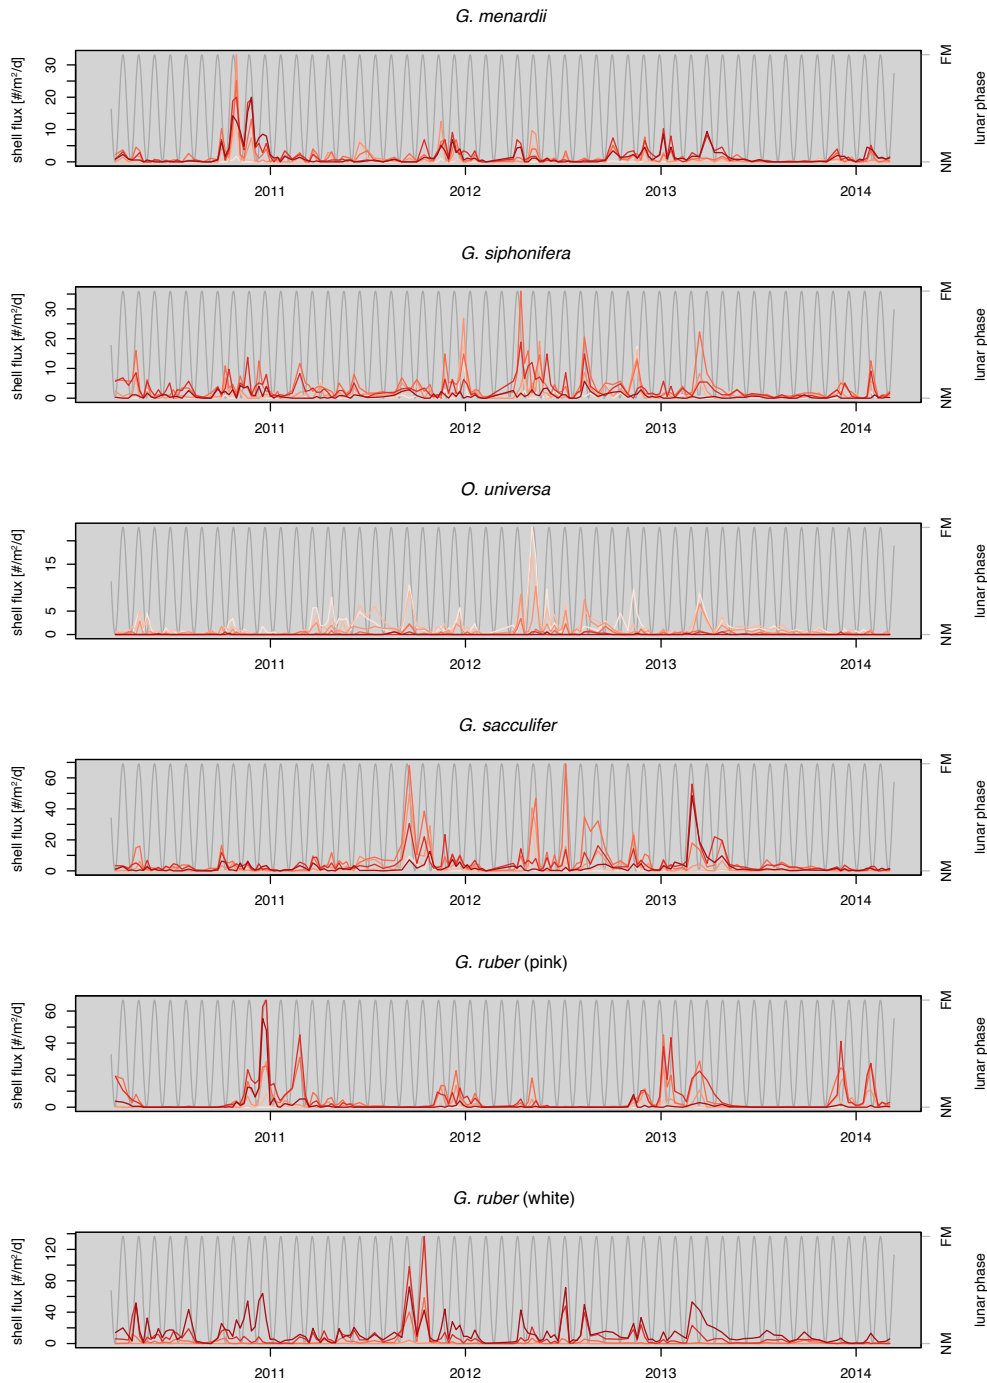 G. menardii
shell flux [#/m²/d]
0 10 20 30
NM FM
lunar phase
2011 2012 2013 2014
G. siphonifera
shell flux [#/m²/d]
0 10 20 30
NM FM
lunar phase
2011 2012 2013 2014
O. universa
shell flux [#/m²/d]
0 5 15
NM FM
lunar phase
2011 2012 2013 2014
G. sacculifer
shell flux [#/m²/d]
0 20 40 60
NM FM
lunar phase
2011 2012 2013 2014
G. ruber (pink)
shell flux [#/m²/d]
0 20 40 60
NM FM
lunar phase
2011 2012 2013 2014
G. ruber (white)
shell flux [#/m²/d]
0 40 80 120
NM FM
lunar phase
2011 2012 2013 2014